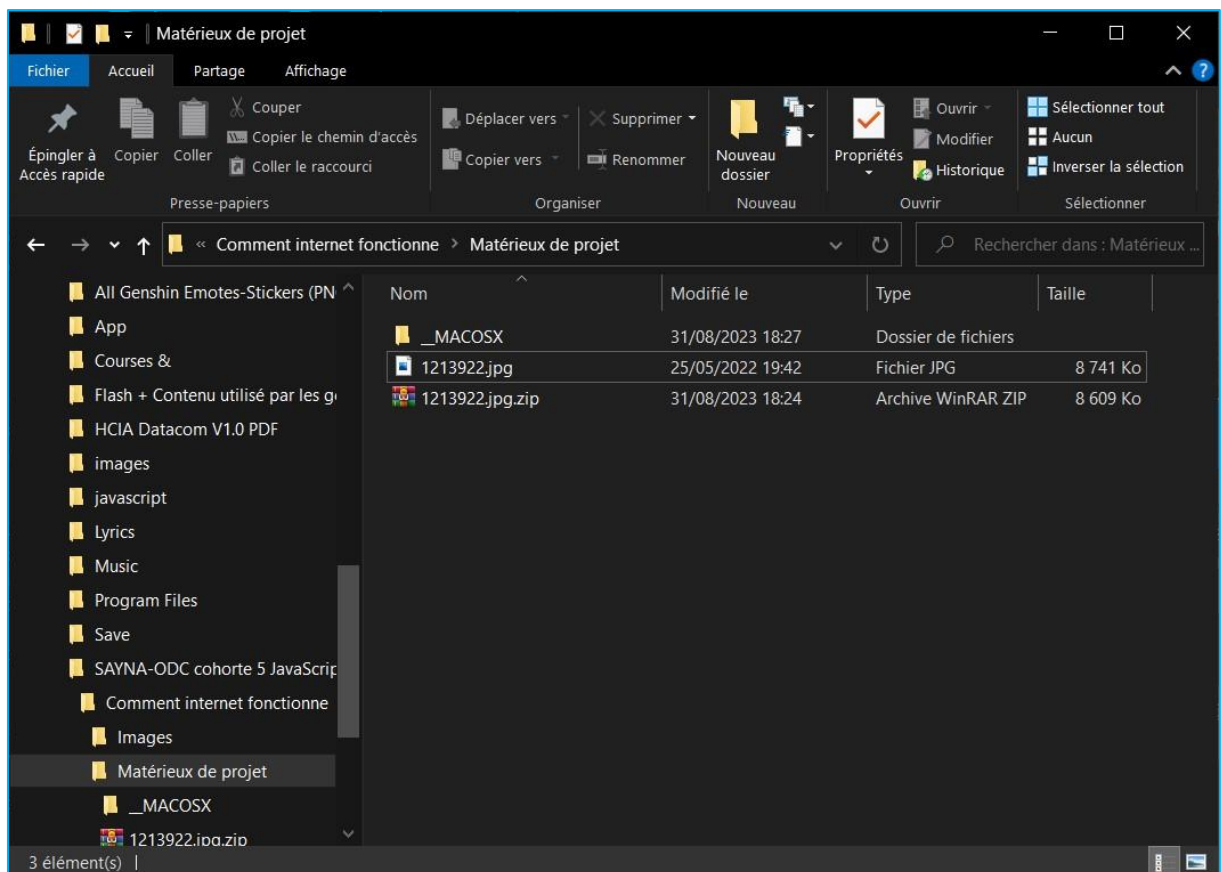 Matérieux de projet
Fichier Accueil Partage Affichage
Épingler à Accès rapide
Copier
Coller
Couper
Copier le chemin d'accès
Coller le raccourci
Presse-papiers
Déplacer vers
Copier vers
Supprimer
Renommer
Organiser
Nouveau dossier
Nouveau
Propriétés
Ouvrir
Modifier
Historique
Ouvrir
Sélectionner tout
Aucun
Inverser la sélection
Sélectionner
« Comment internet fonctionne > Matérieux de projet
Rechercher dans : Matérieux ...
All Genshin Emotes-Stickers (PN
App
Courses &
Flash + Contenu utilisé par les g
HCIA Datacom V1.0 PDF
images
javascript
Lyrics
Music
Program Files
Save
SAYNA-ODC cohorte 5 JavaScrip
Comment internet fonctionne
Images
Matérieux de projet
__MACOSX
1213922.jpg.zip
Nom Modifié le Type Taille
__MACOSX 31/08/2023 18:27 Dossier de fichiers
1213922.jpg 25/05/2022 19:42 Fichier JPG 8 741 Ko
1213922.jpg.zip 31/08/2023 18:24 Archive WinRAR ZIP 8 609 Ko
3 élément(s)